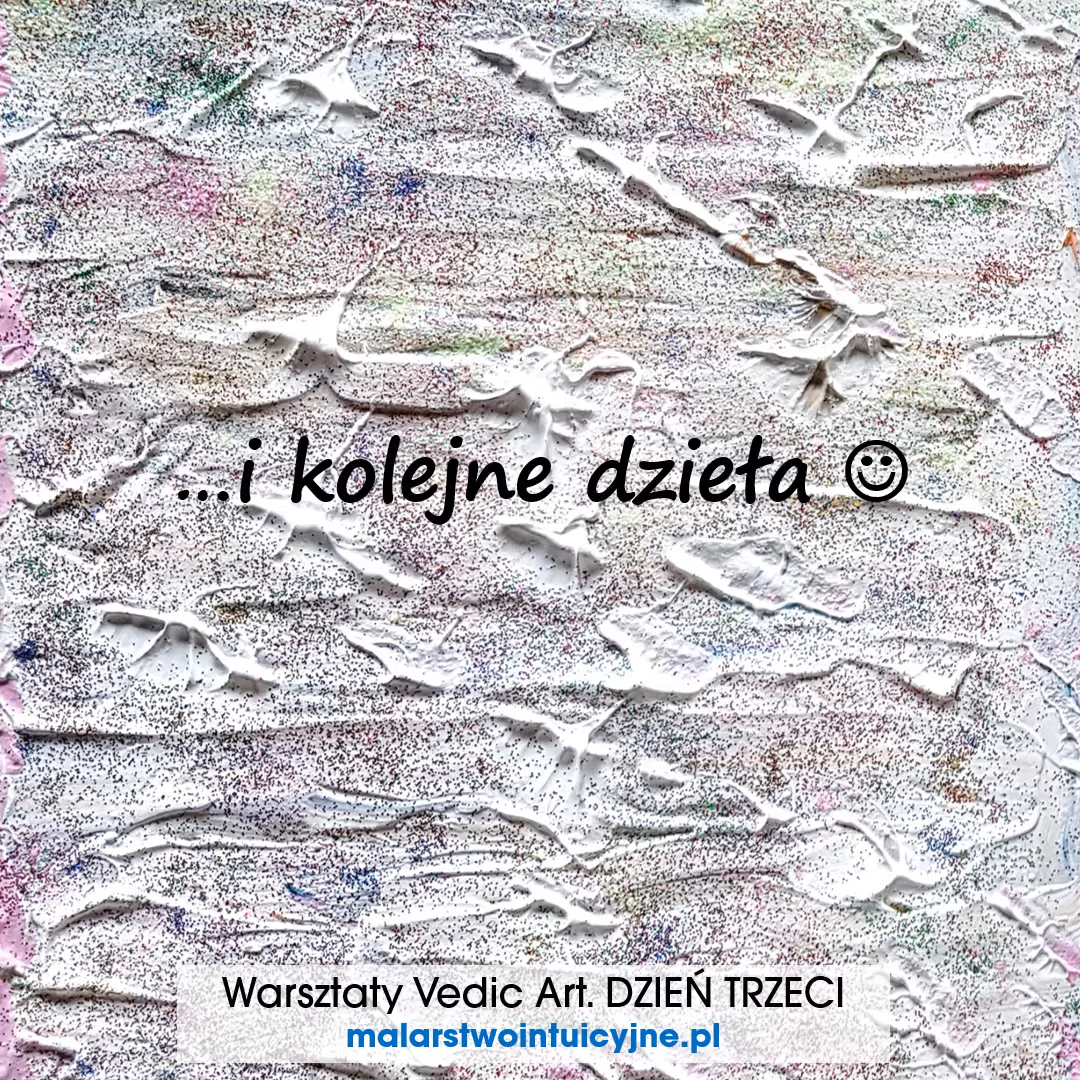 ...i kolejne dzieła ☺
Warsztaty Vedic Art. DZIEŃ TRZECI
malarstwointuicyjne.pl